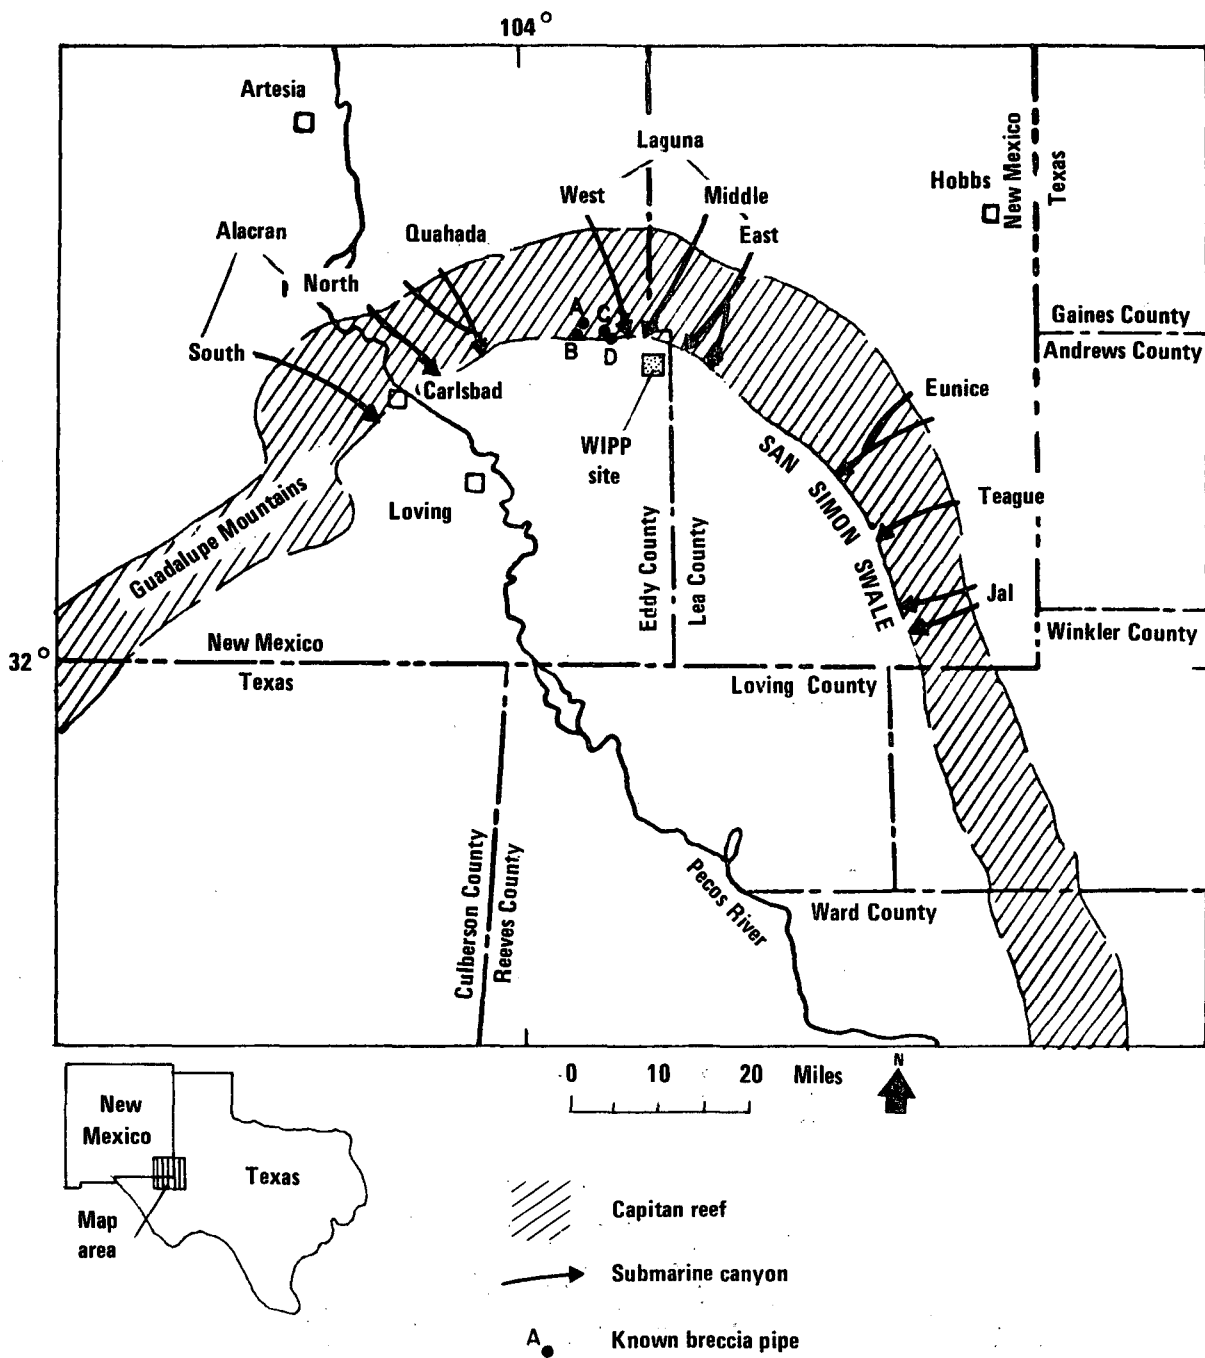 104°
Artesia
Laguna
New Mexico
Texas
Hobbs
West
Middle
Alacran
Quahada
East
North
A
C
Gaines County
South
B
D
Andrews County
Carlsbad
Eunice
WIPP
site
SAN SIMON SWALE
Teague
Loving
Guadalupe Mountains
Eddy County
Lea County
Jal
New Mexico
Winkler County
32°
Texas
Loving County
Culberson County
Reeves County
Pecos River
Ward County
0 10 20 Miles
N
New
Mexico
Texas
Map
area
Capitan reef
Submarine canyon
A
Known breccia pipe